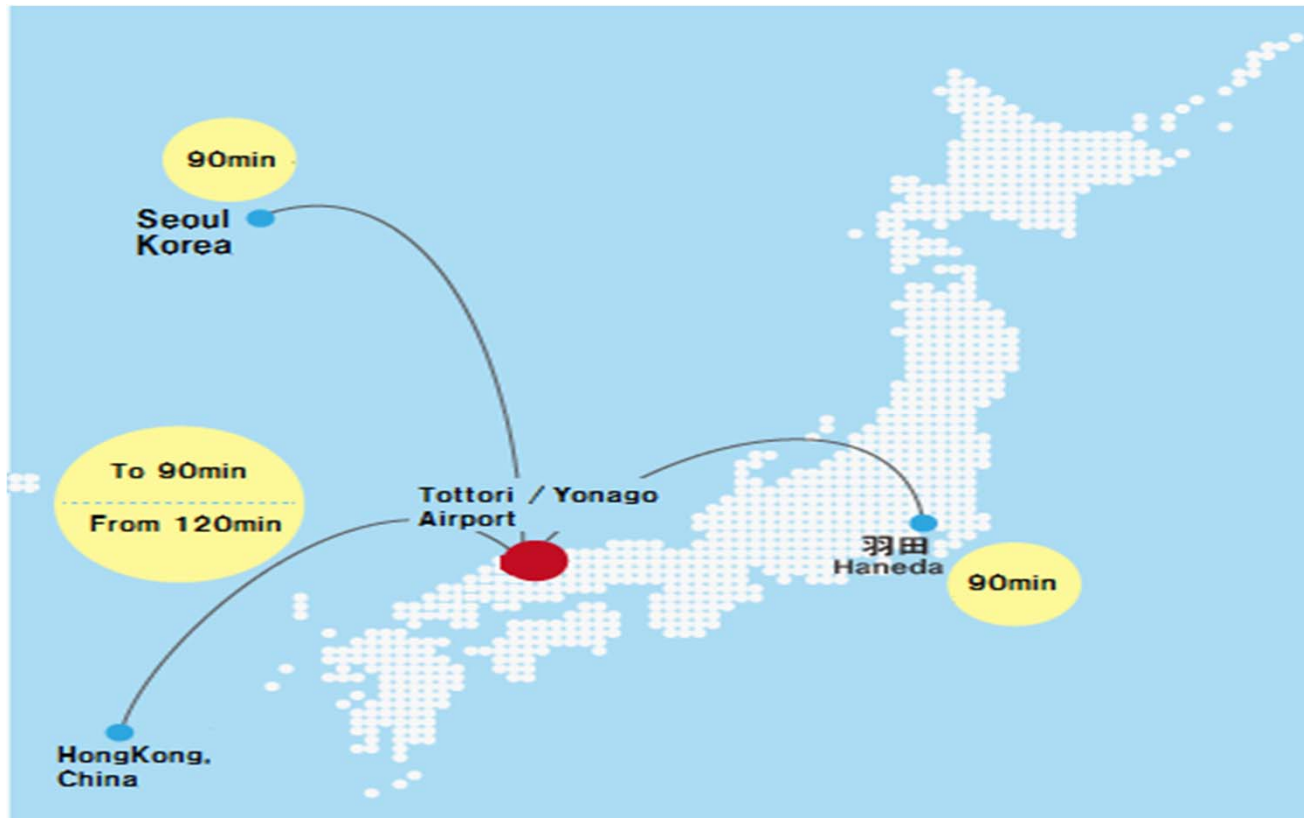 90min
Seoul
Korea
To 90min
From 120min
Tottori / Yonago
Airport
羽田
Haneda
90min
HongKong,
China